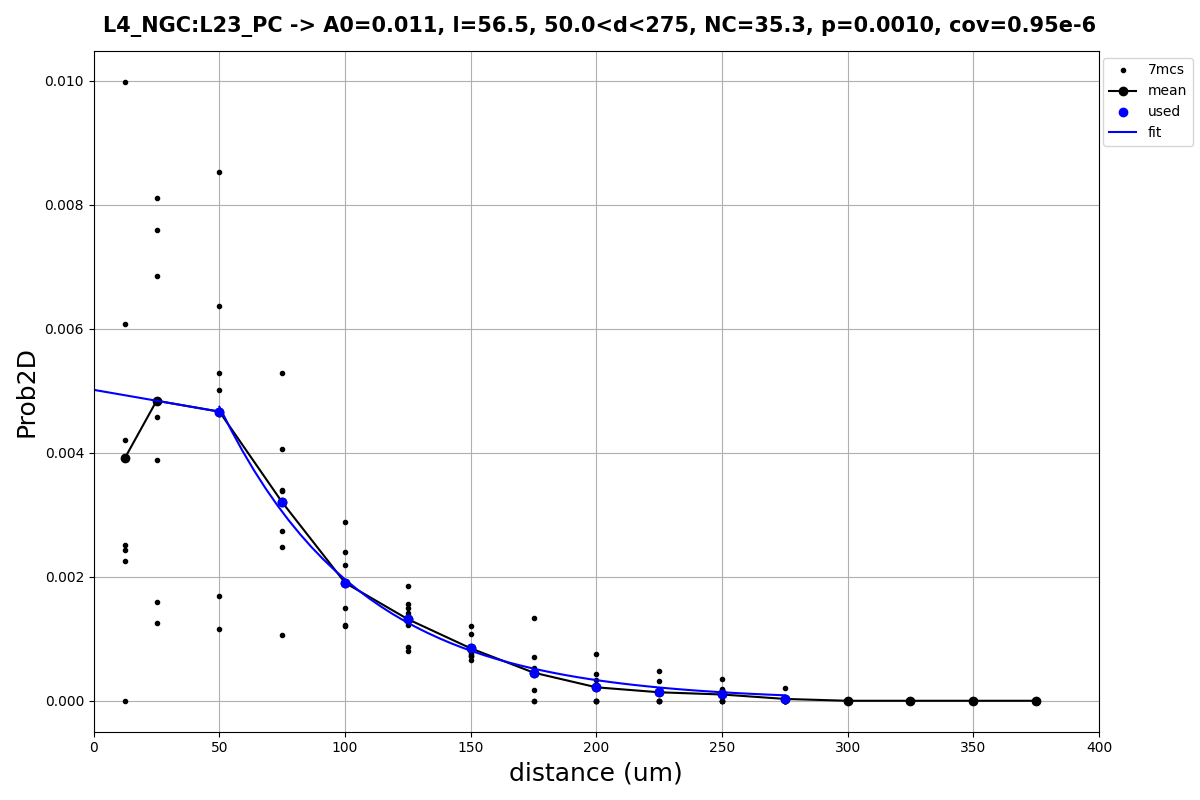 L4_NGC:L23_PC -> A0=0.011, l=56.5, 50.0<d<275, NC=35.3, p=0.0010, cov=0.95e-6
7mcs
mean
used
fit
0.010
0.008
0.006
0.004
0.002
0.000
Prob2D
0 50 100 150 200 250 300 350 400
distance (um)